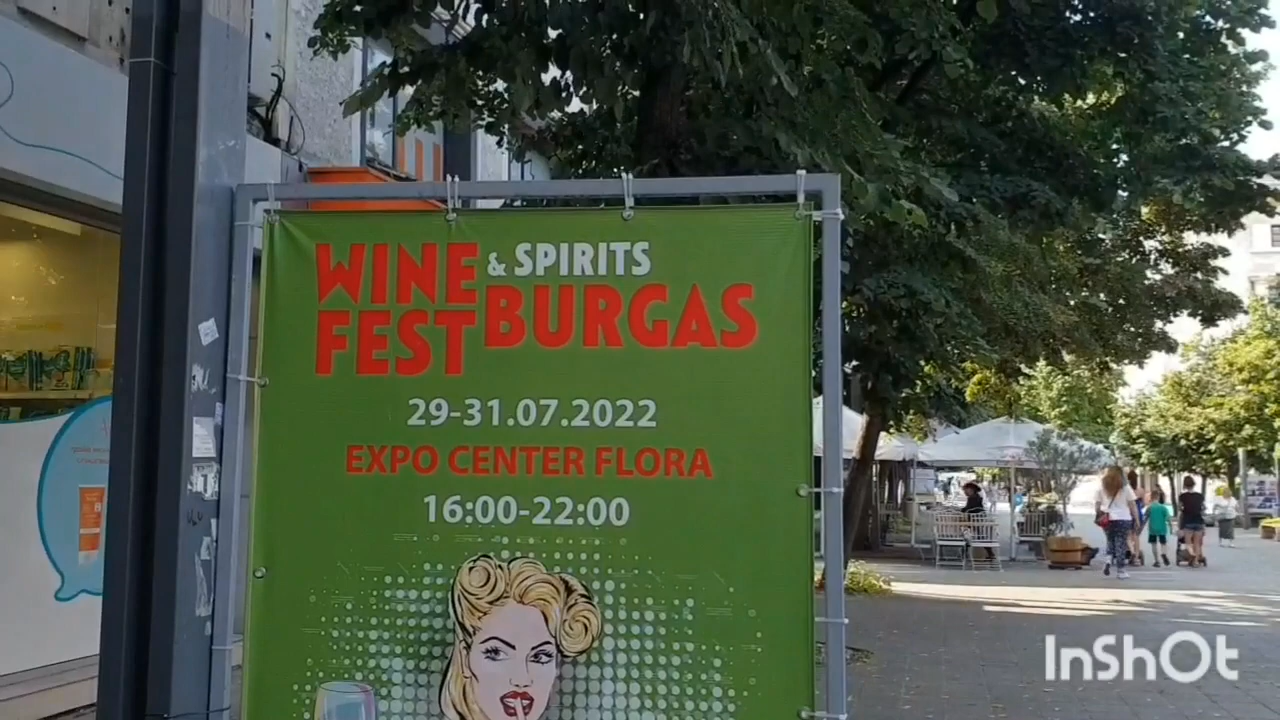 WINE & SPIRITS
FEST BURGAS
29-31.07.2022
EXPO CENTER FLORA
16:00-22:00
InShOt